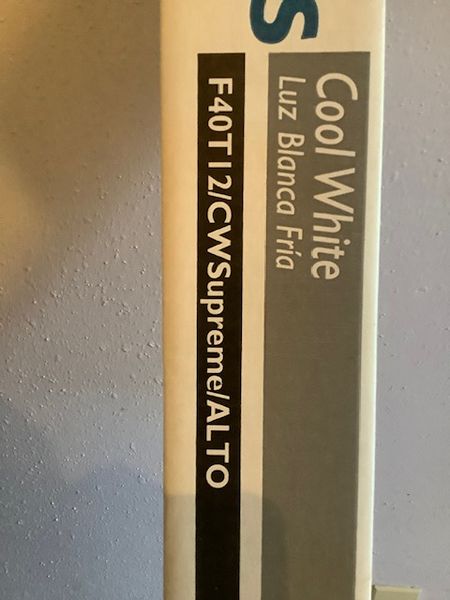 S
Cool White
Luz Blanca Fría
F40T12/CWSupreme/ALTO